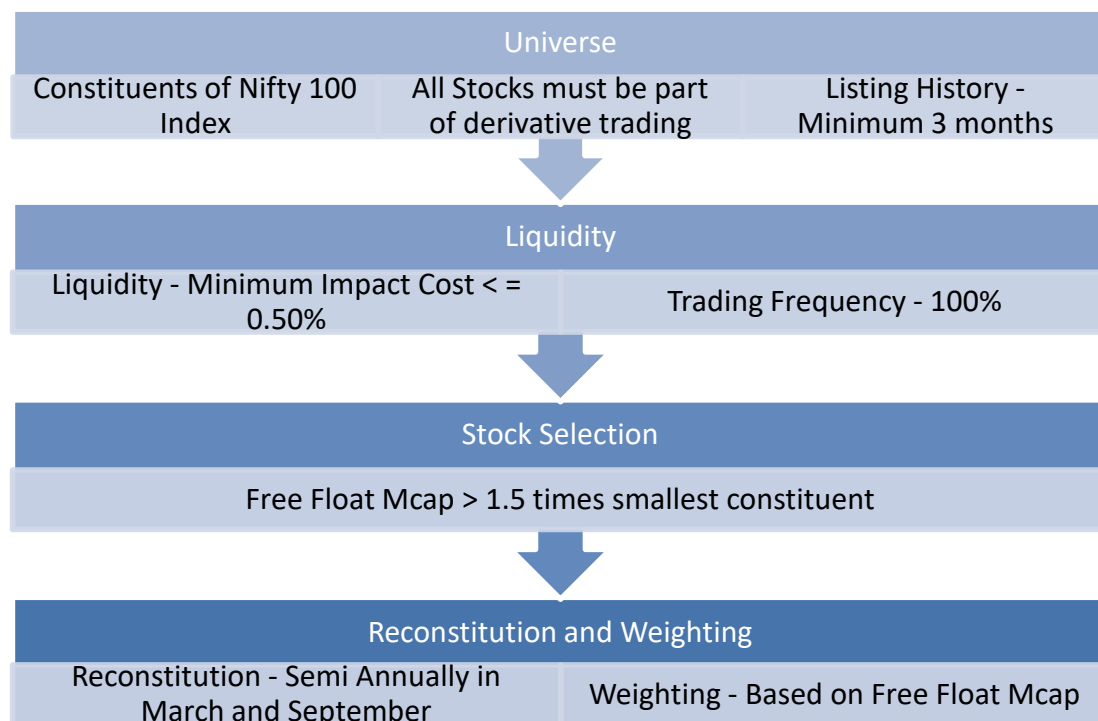 Universe
Constituents of Nifty 100
Index
All Stocks must be part
of derivative trading
Listing History -
Minimum 3 months
Liquidity
Liquidity - Minimum Impact Cost < =
0.50%
Trading Frequency - 100%
Stock Selection
Free Float Mcap > 1.5 times smallest constituent
Reconstitution and Weighting
Reconstitution - Semi Annually in
March and September
Weighting - Based on Free Float Mcap